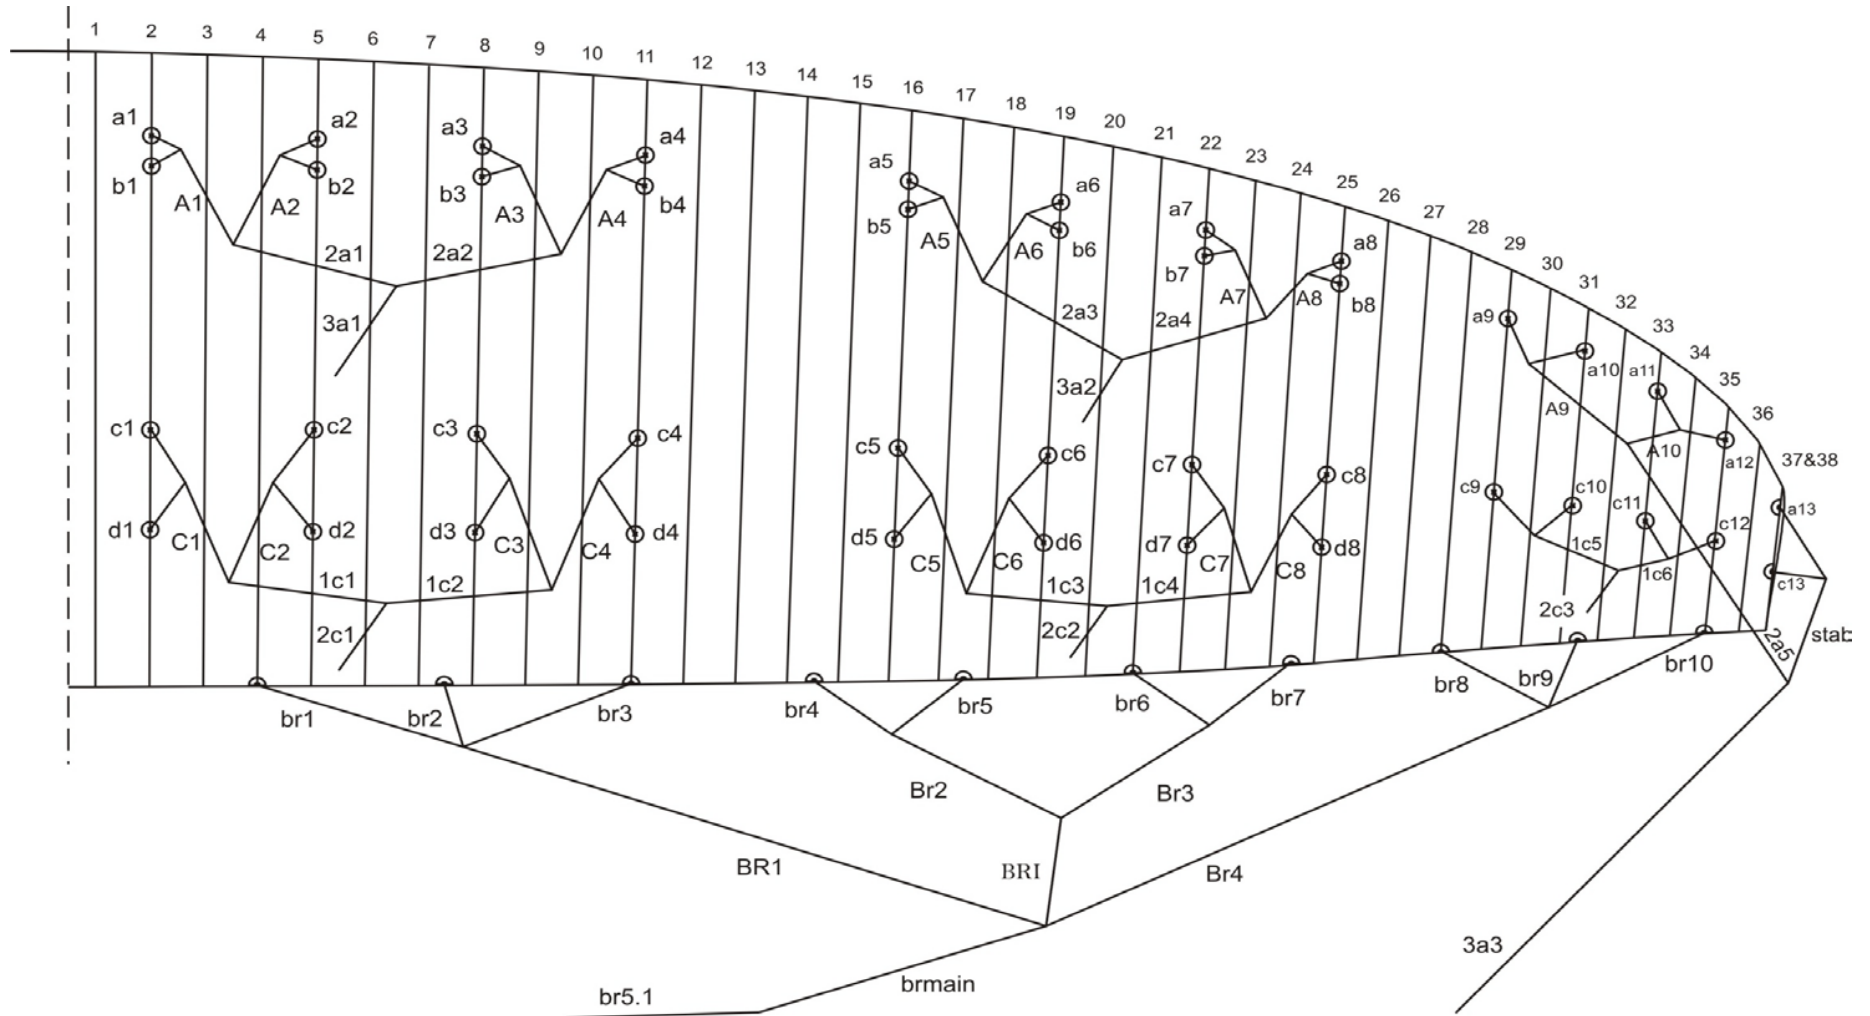 1 2 3 4 5 6 7 8 9 10 11 12 13 14 15 16 17 18 19 20 21 22 23 24 25 26 27 28 29 30 31 32 33 34 35 36 37&38
a1 a2 a3 a4
b1 b2 b3 b4
A1 A2 A3 A4
2a1 2a2
3a1
a5 a6 a7 a8
b5 b6 b7 b8
A5 A6 A7 A8
2a3 2a4
3a2
a9 a10 a11 a12 a13
A9 A10
c1 c2 c3 c4
d1 d2 d3 d4
C1 C2 C3 C4
1c1 1c2
2c1
c5 c6 c7 c8
d5 d6 d7 d8
C5 C6 C7 C8
1c3 1c4
2c2
c9 c10 c11 c12 c13
1c5 1c6
2c3
2a5 stab
br1 br2 br3 br4 br5 br6 br7 br8 br9 br10
Br2 Br3
BR1 BRI Br4
3a3
brmain
br5.1